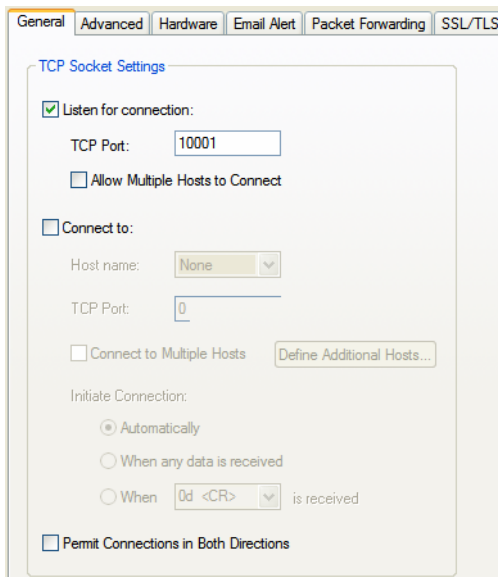 General Advanced Hardware Email Alert Packet Forwarding SSL/TLS
TCP Socket Settings
Listen for connection:
TCP Port: 10001
Allow Multiple Hosts to Connect
Connect to:
Host name: None
TCP Port: 0
Connect to Multiple Hosts Define Additional Hosts...
Initiate Connection:
Automatically
When any data is received
When 0d <CR> is received
Permit Connections in Both Directions